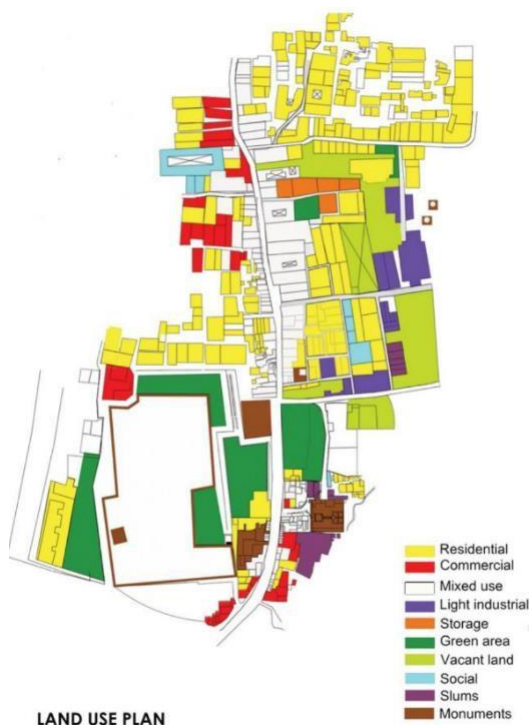 Residential
Commercial
Mixed use
Light industrial
Storage
Green area
Vacant land
Social
Slums
Monuments
LAND USE PLAN